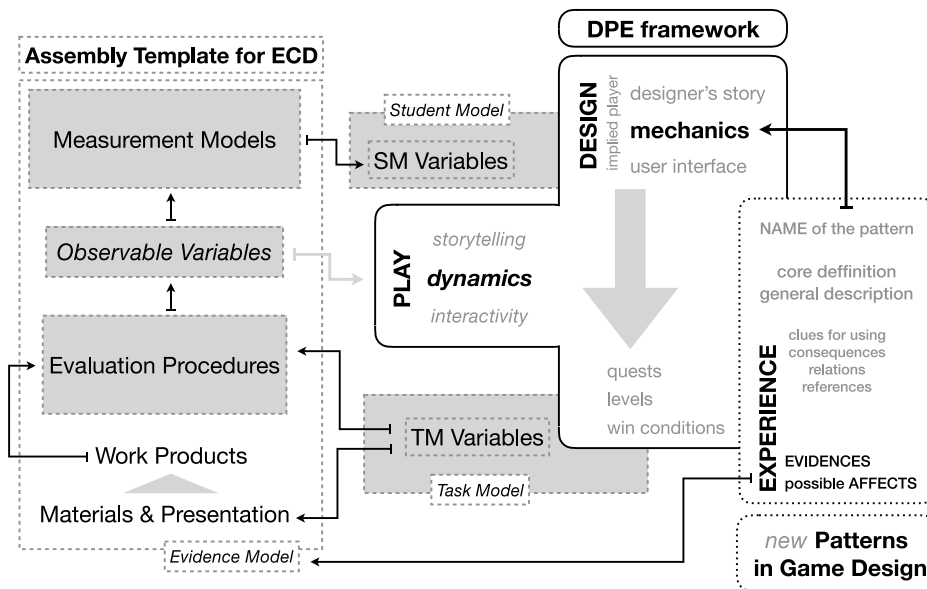 DPE framework
Assembly Template for ECD
Measurement Models
Observable Variables
Evaluation Procedures
Work Products
Materials & Presentation
Evidence Model
Student Model
SM Variables
PLAY
storytelling
dynamics
interactivity
TM Variables
Task Model
DESIGN
implied player
designer's story
mechanics
user interface
quests
levels
win conditions
EXPERIENCE
NAME of the pattern
core deffinition
general description
clues for using
consequences
relations
references
EVIDENCES
possible AFFECTS
new Patterns
in Game Design